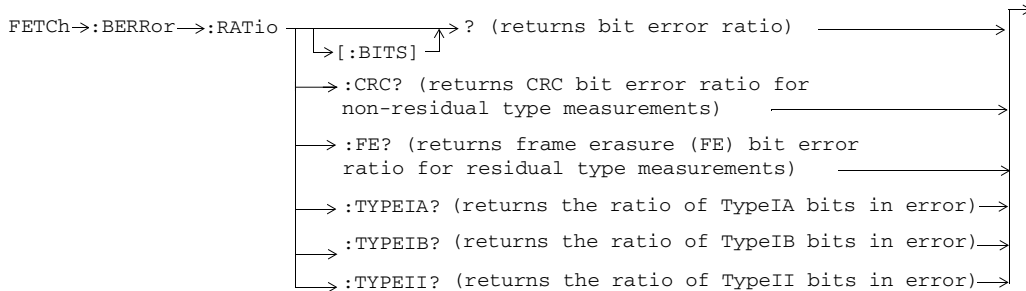 FETCh :BERRor :RATio ? (returns bit error ratio)
[:BITS]
:CRC? (returns CRC bit error ratio for
non-residual type measurements)
:FE? (returns frame erasure (FE) bit error
ratio for residual type measurements)
:TYPEIA? (returns the ratio of TypeIA bits in error)
:TYPEIB? (returns the ratio of TypeIB bits in error)
:TYPEII? (returns the ratio of TypeII bits in error)